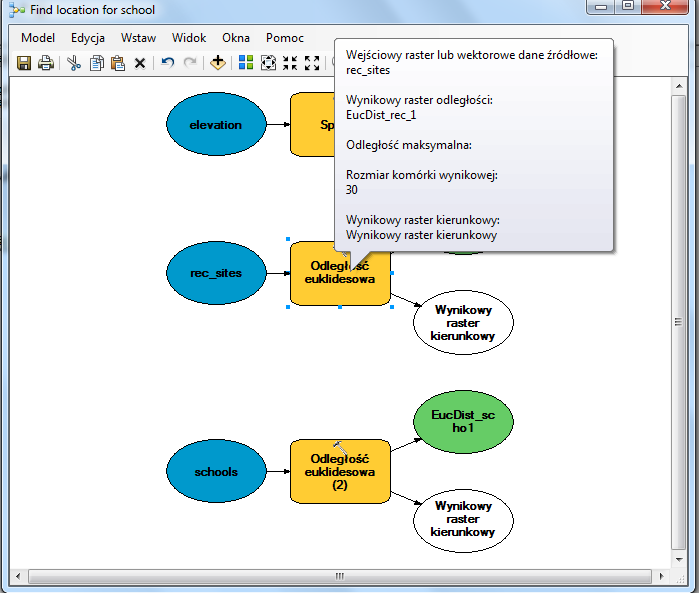 Find location for school
Model Edycja Wstaw Widok Okna Pomoc
Wejściowy raster lub wektorowe dane źródłowe:
rec_sites
Wynikowy raster odległości:
EucDist_rec_1
Odległość maksymalna:
Rozmiar komórki wynikowej:
30
Wynikowy raster kierunkowy:
Wynikowy raster kierunkowy
elevation
Sp
rec_sites
Odległość
euklidesowa
Wynikowy
raster
kierunkowy
schools
Odległość
euklidesowa
(2)
EucDist_sc
ho1
Wynikowy
raster
kierunkowy